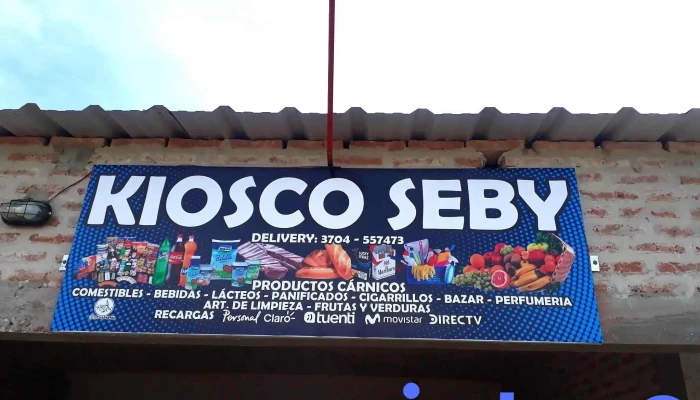 KIOSCO SEBY
DELIVERY: 3704 - 557473
Marlboro
PRODUCTOS CÁRNICOS
COMESTIBLES - BEBIDAS - LÁCTEOS - PANIFICADOS - CIGARRILLOS - BAZAR - PERFUMERIA
ART. DE LIMPIEZA - FRUTAS Y VERDURAS
RECARGAS Personal Claro tuenti movistar DIRECTV